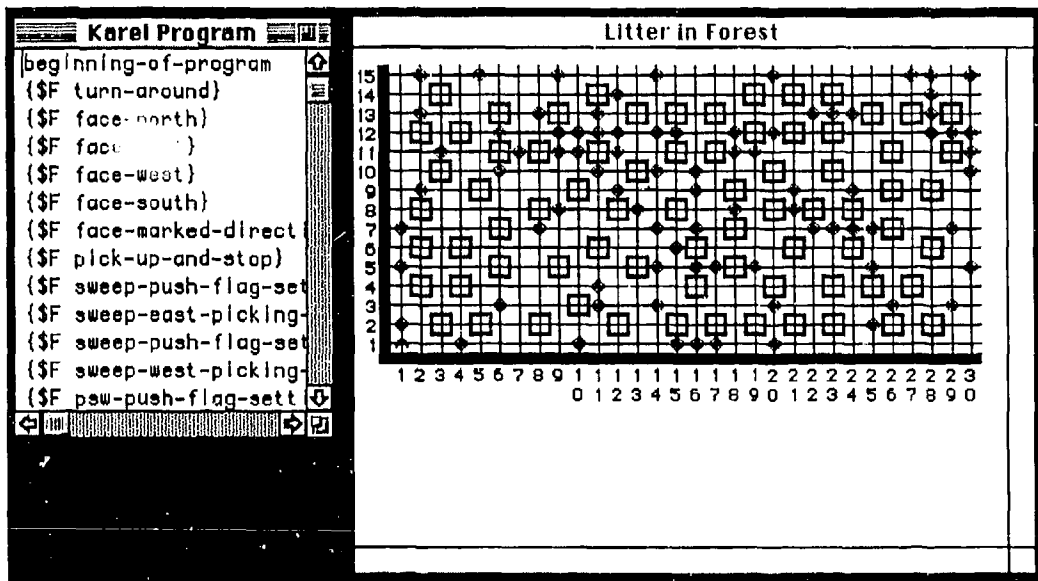 Karel Program
beginning-of-program
{$F turn-around}
{$F face-north}
{$F face }
{$F face-west}
{$F face-south}
{$F face-marked-direct
{$F pick-up-and-stop}
{$F sweep-push-flag-set
{$F sweep-east-picking-
{$F sweep-push-flag-set
{$F sweep-west-picking-
{$F psw-push-flag-sett
Litter in Forest
15
14
13
12
11
10
9
8
7
6
5
4
3
2
1
1 2 3 4 5 6 7 8 9 1 1 1 1 1 1 1 1 1 1 2 2 2 2 2 2 2 2 2 2 3
0 1 2 3 4 5 6 7 8 9 0 1 2 3 4 5 6 7 8 9 0